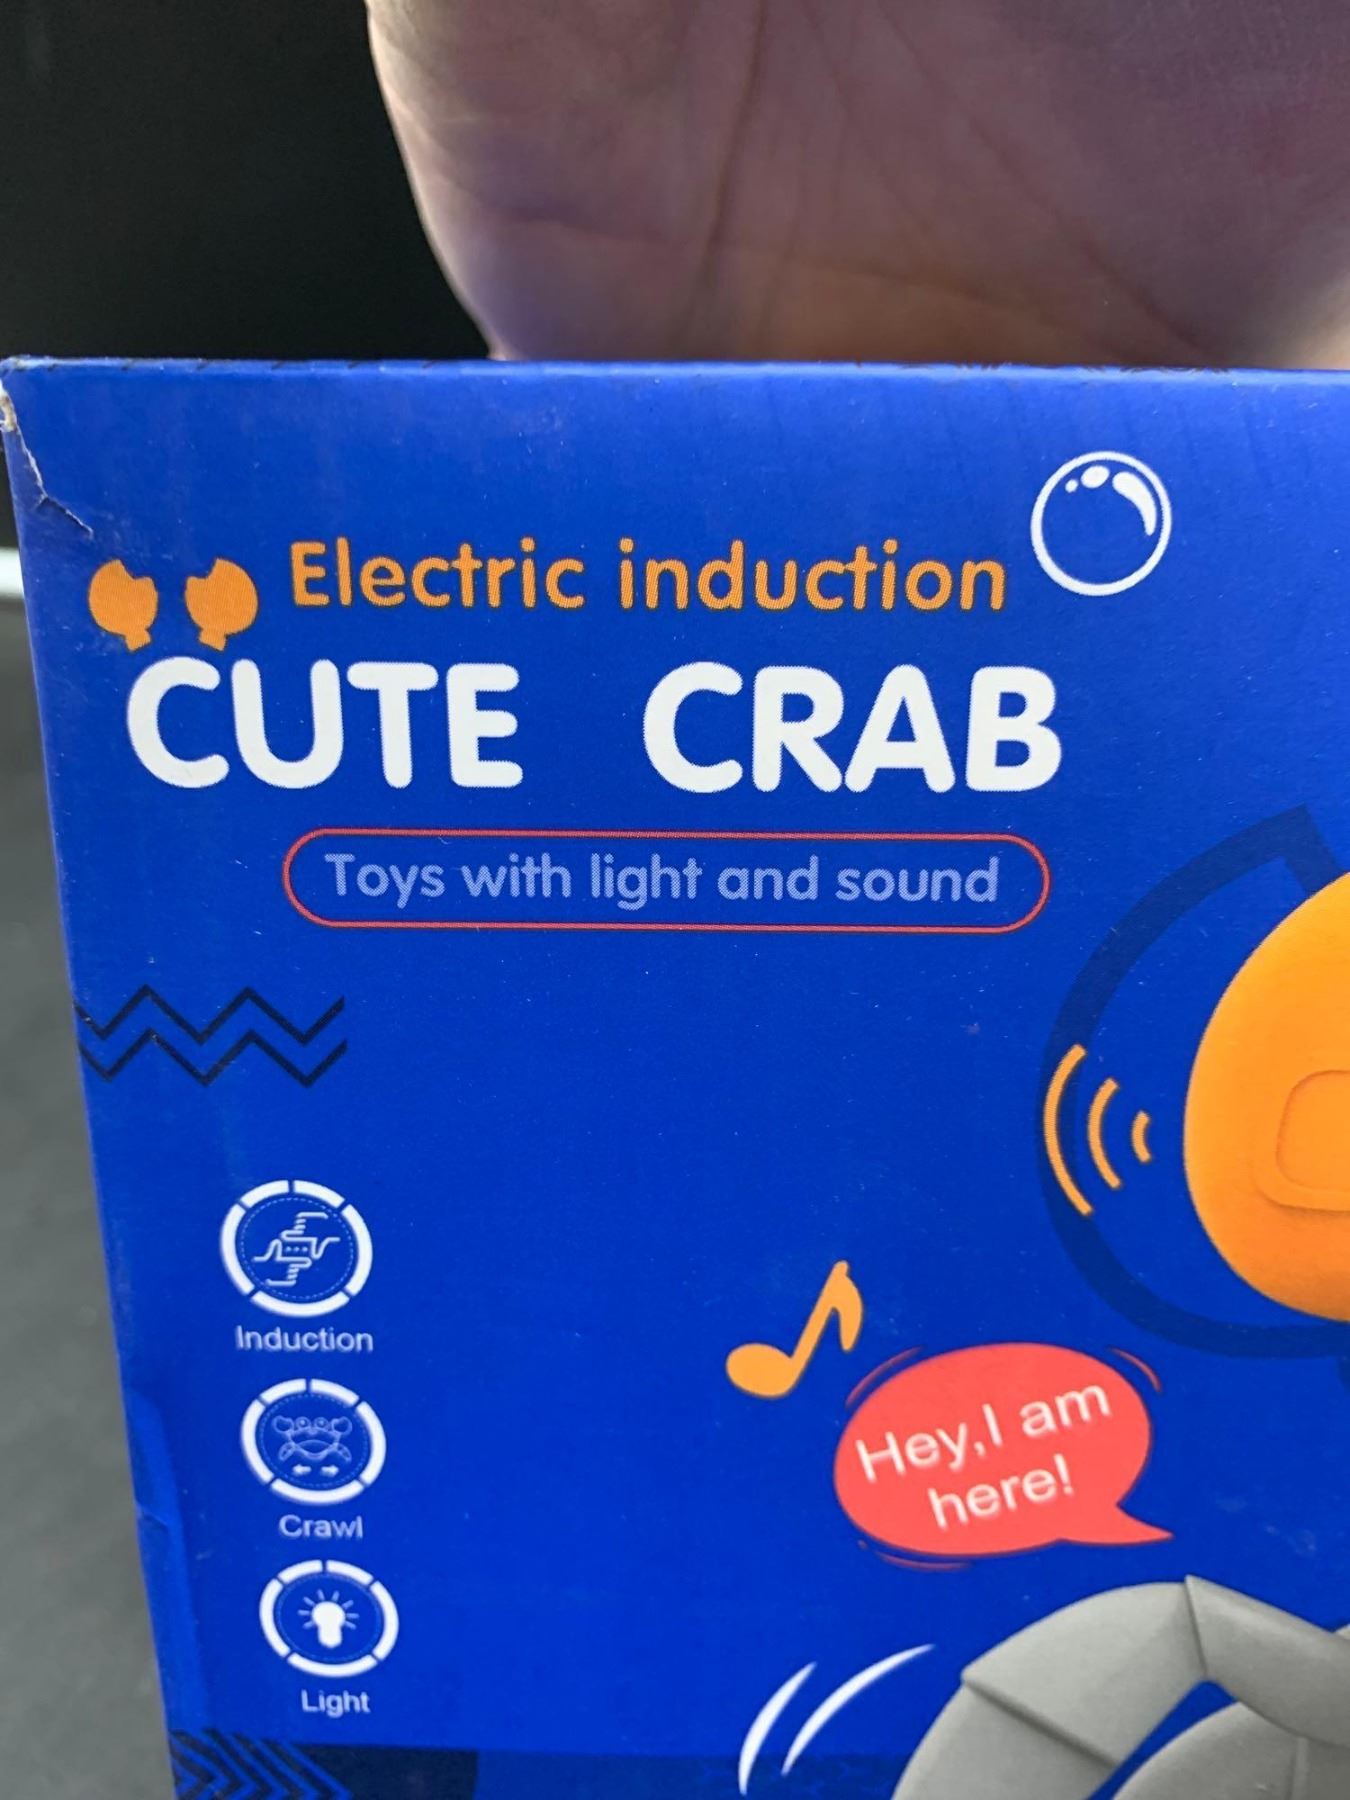 Electric induction
CUTE CRAB
Toys with light and sound
Induction
Crawl
Light
Hey,I am
here!